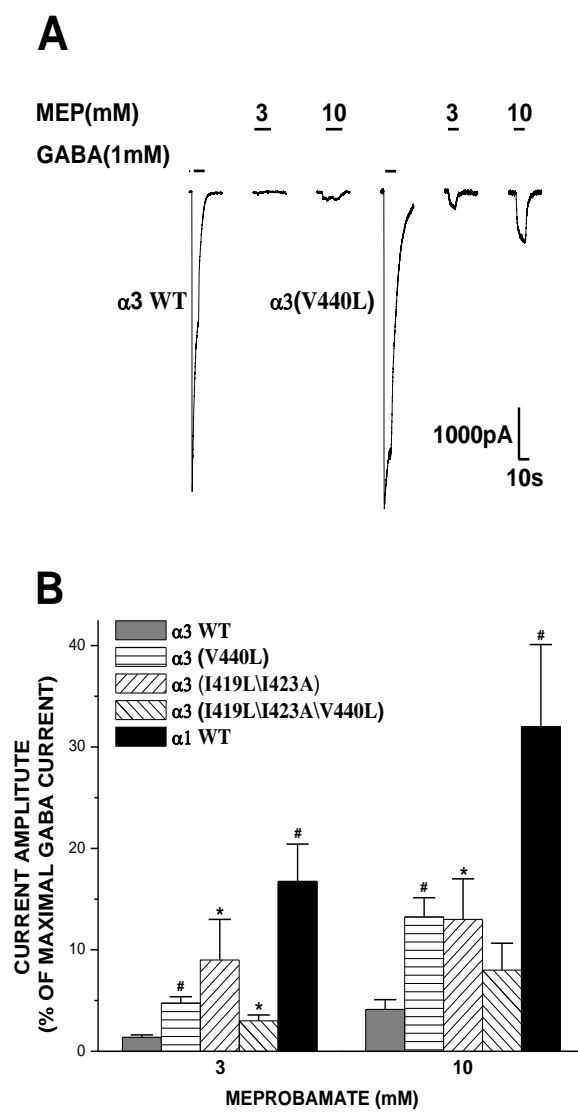 A
MEP(mM) 3 10 3 10
GABA(1mM)
α3 WT α3(V440L)
1000pA
10s
B
α3 WT
α3 (V440L)
α3 (I419L\I423A)
α3 (I419L\I423A\V440L)
α1 WT
CURRENT AMPLITUDE
(% OF MAXIMAL GABA CURRENT)
40
30
20
10
0
# * * #
# * #
3 10
MEPROBAMATE (mM)